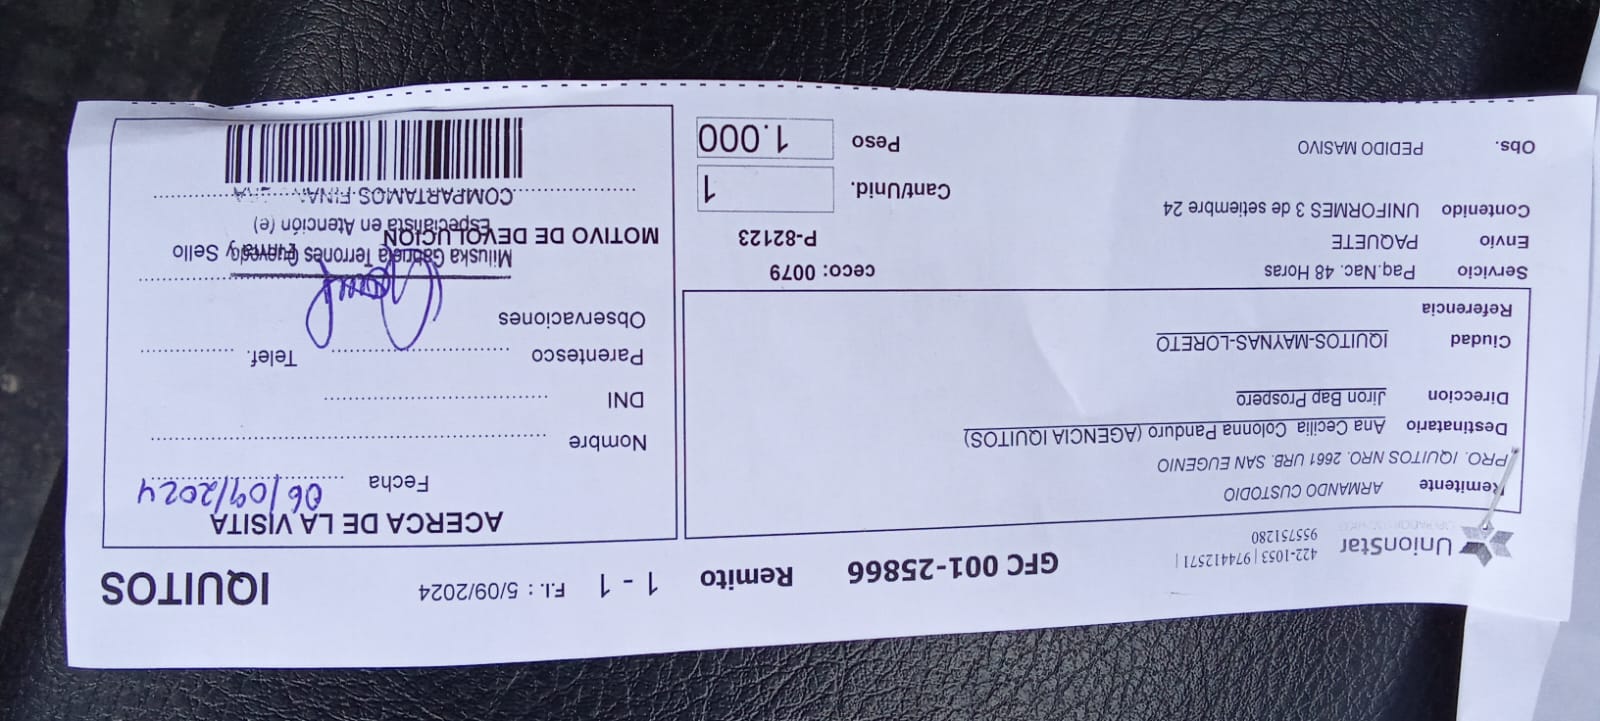 UnionStar
422-1053 | 974412571 |
955751280
GFC 001-25866
Remito 1 - 1
F.I. : 5/09/2024
IQUITOS
Remitente ARMANDO CUSTODIO
PRO. IQUITOS NRO. 2661 URB. SAN EUGENIO
Destinatario Ana Cecilia Colonna Panduro (AGENCIA IQUITOS)
Direccion Jiron Bap Prospero
Ciudad IQUITOS-MAYNAS-LORETO
Referencia
Servicio Paq.Nac. 48 Horas
ceco: 0079
Envio PAQUETE
P-82123
Contenido UNIFORMES 3 de setiembre 24
Cant/Unid. 1
Obs. PEDIDO MASIVO
Peso 1.000
ACERCA DE LA VISITA
Fecha 06/09/2024
Nombre
DNI
Parentesco Telef.
Observaciones
Firma y Sello
Miluska Gabriela Terrones Quevedo
MOTIVO DE DEVOLUCION
Especialista en Atención (e)
COMPARTAMOS